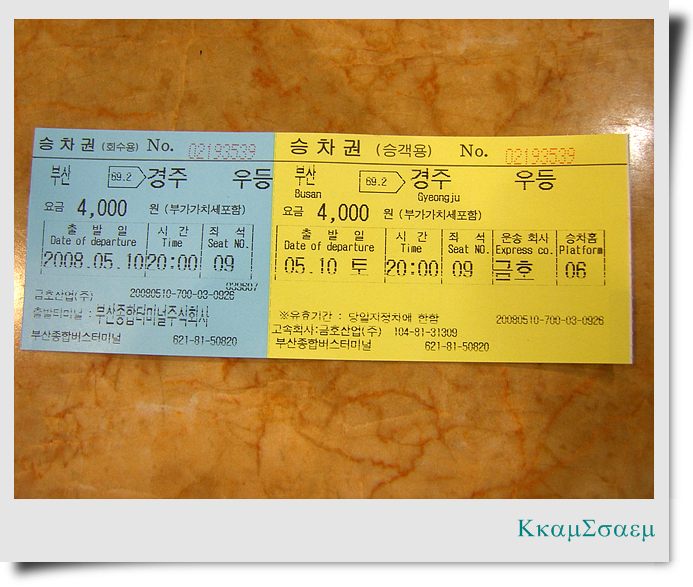 승 차 권 (회수용) No. 02193539
부산 69.2 경주 우등
요금 4,000 원 (부가가치세포함)
출 발 일 시 간 좌 석
Date of departure Time Seat NO.
2008.05.10 20:00 09
금호산업(주) 20080510-700-03-0926
출발터미널 : 부산종합터미널주식회사
부산종합버스터미널 621-81-50820
승 차 권 (승객용) No. 02193539
부산 69.2 경주 우등
Busan Gyeongju
요금 4,000 원 (부가가치세포함)
출 발 일 시 간 좌 석 운송 회사 승차홈
Date of departure Time Seat NO. Express co. Platform
05.10 토 20:00 09 금호 06
※유효기간 : 당일지정차에 한함 20080510-700-03-0926
고속회사:금호산업(주) 104-81-31309
부산종합버스터미널 621-81-50820
ΚκαμΣσαεμ